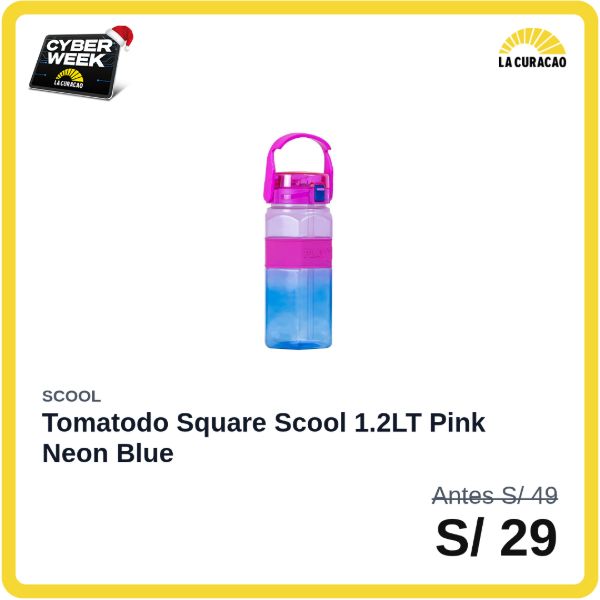 CYBER
WEEK
LA CURACAO
LA CURACAO
SCOOL
Tomatodo Square Scool 1.2LT Pink
Neon Blue
Antes S/ 49
S/ 29